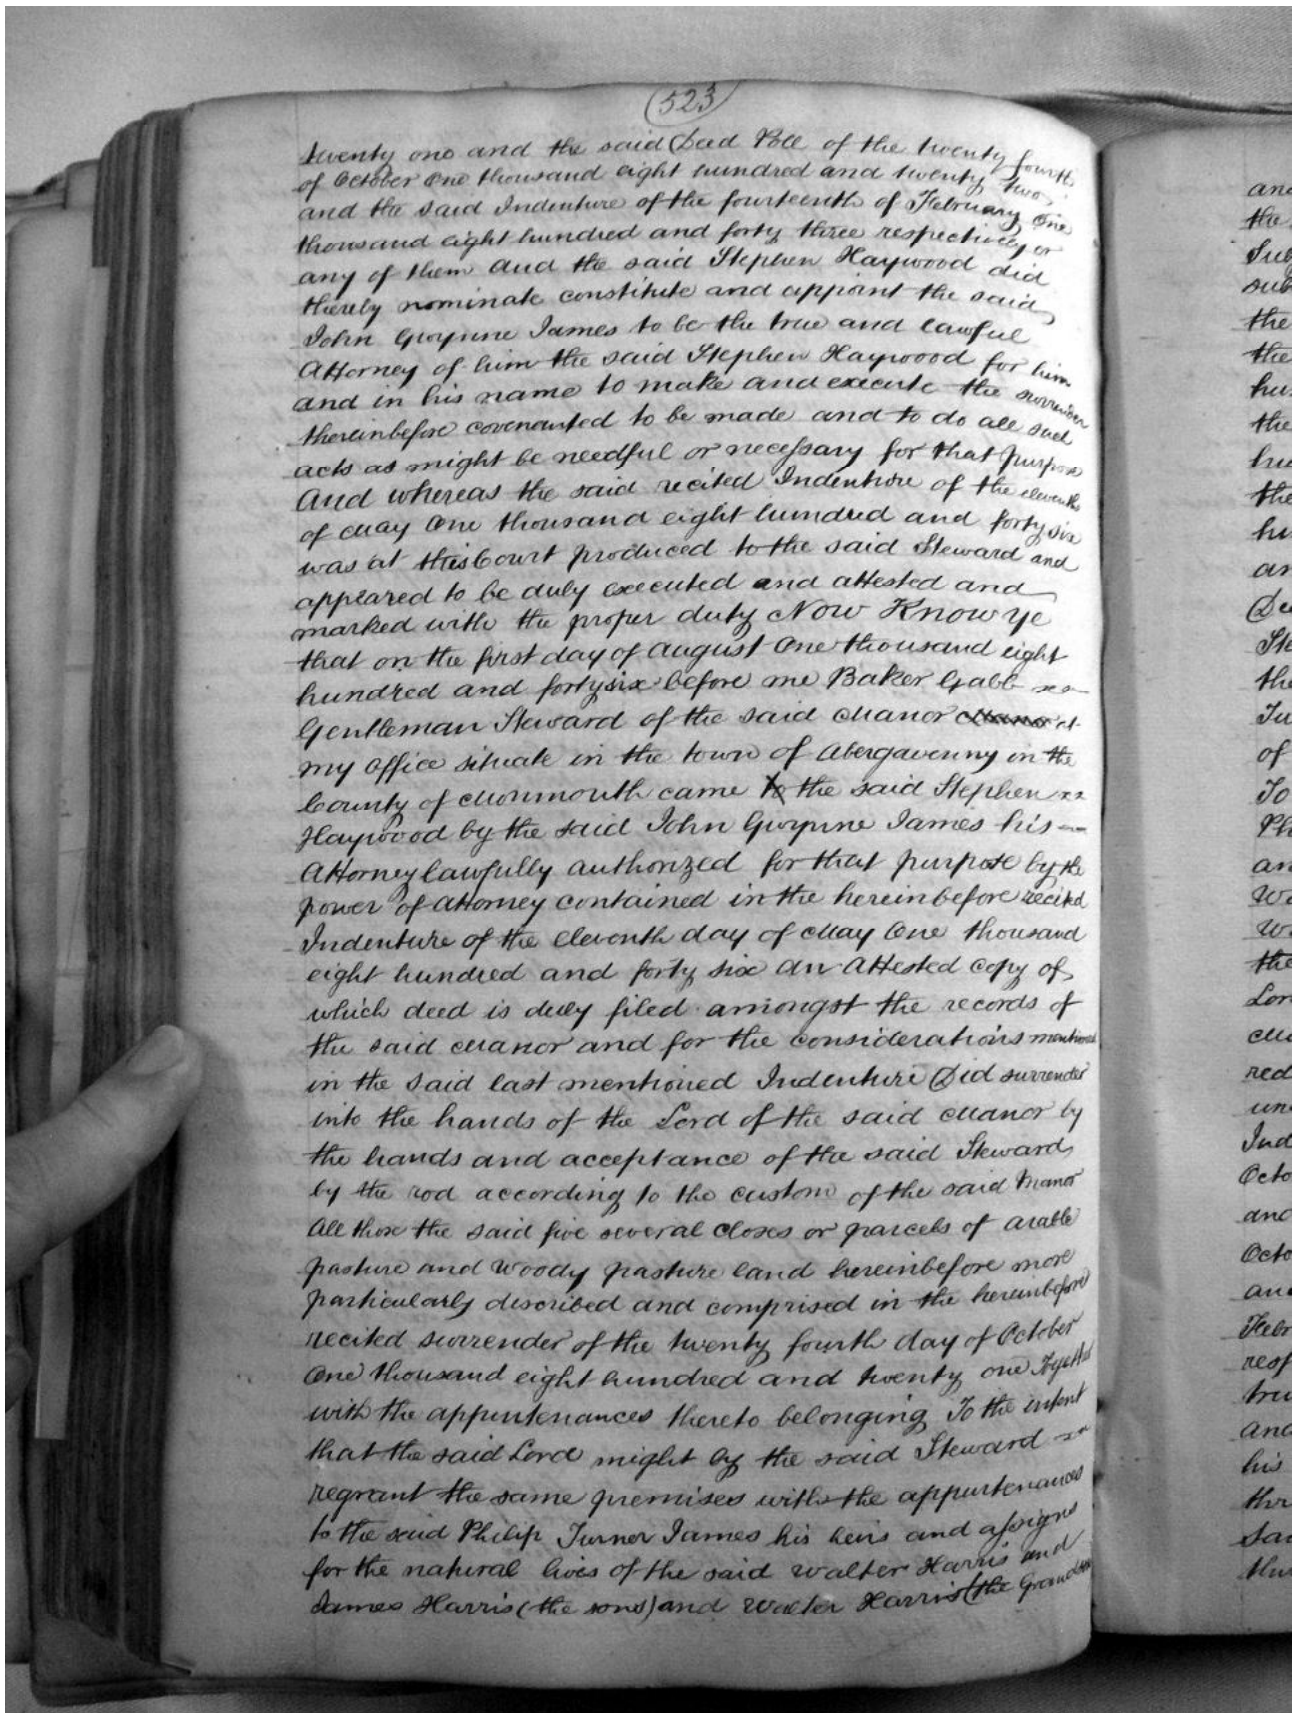 (523)
twenty one and the said Deed Poll of the twenty fourth
of October One thousand eight hundred and twenty two
and the said Indenture of the fourteenth of February One
thousand eight hundred and forty three respectively or
any of them And the said Stephen Haywood did
thereby nominate constitute and appoint the said
John Gwynne James to be the true and lawful
Attorney of him the said Stephen Haywood for him
and in his name to make and execute the surrender
thereinbefore covenanted to be made and to do all such
acts as might be needful or necessary for that purpose
And whereas the said recited Indenture of the eleventh
of May One thousand eight hundred and forty six
was at this Court produced to the said Steward and
appeared to be duly executed and attested and
marked with the proper duty Now Know ye
that on the first day of August One thousand eight
hundred and forty six before me Baker Gabb
Gentleman Steward of the said Manor Manor at
my Office situate in the town of Abergavenny in the
County of Monmouth came to the said Stephen
Haywood by the said John Gwynne James his
Attorney lawfully authorized for that purpose by the
power of attorney contained in the hereinbefore recited
Indenture of the eleventh day of May One thousand
eight hundred and forty six an attested copy of
which deed is duly filed amongst the records of
the said Manor and for the considerations mentioned
in the said last mentioned Indenture Did surrender
into the hands of the Lord of the said Manor by
the hands and acceptance of the said Steward
by the rod according to the custom of the said Manor
All those the said five several closes or parcels of arable
pasture and woody pasture land hereinbefore more
particularly described and comprised in the hereinbefore
recited surrender of the twenty fourth day of October
One thousand eight hundred and twenty one Together
with the appurtenances thereto belonging To the intent
that the said Lord might by the said Steward
regrant the same premises with the appurtenances
to the said Philip Turner James his heirs and assigns
for the natural lives of the said Walter Harris and
James Harris (the sons) and Walter Harris (the Grandson